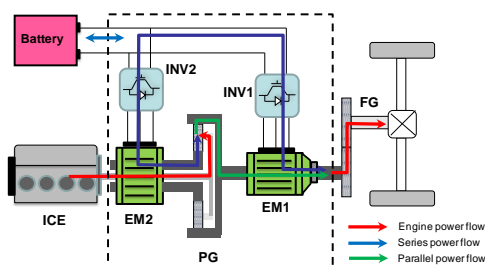 Battery
INV2
INV1
FG
ICE
EM2
EM1
PG
Engine power flow
Series power flow
Parallel power flow